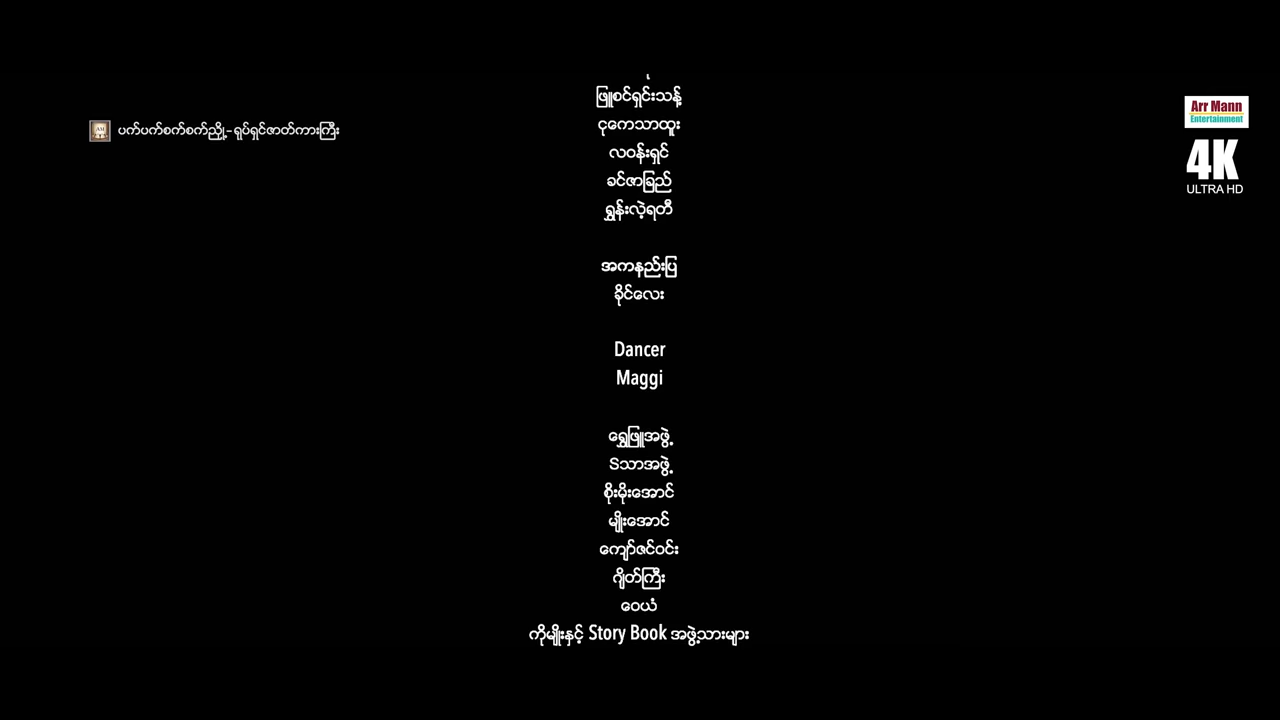 ပက်ပက်စက်စက်ညို့-ရုပ်ရှင်ဇာတ်ကားကြီး
Arr Mann
Entertainment
4K
ULTRA HD
ဖြူစင်ရှင်းသန့်
ငုကေသာထူး
လဝန်းရှင်
ခင်ဇာခြည်
ရွှန်းလဲ့ရတီ
အကနည်းပြ
ခိုင်လေး
Dancer
Maggi
ရွှေဖြူအဖွဲ့
Sသာအဖွဲ့
စိုးမိုးအောင်
မျိုးအောင်
ကျော်ဇင်ဝင်း
ဂျိတ်ကြီး
ဝေယံ
ကိုမျိုးနှင့် Story Book အဖွဲ့သားများ